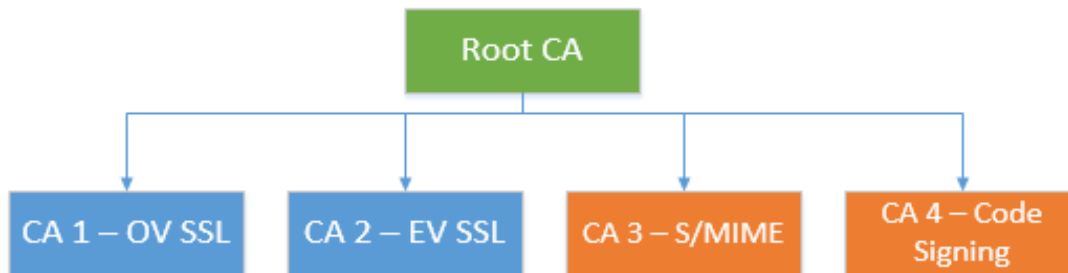 Root CA
CA 1 – OV SSL
CA 2 – EV SSL
CA 3 – S/MIME
CA 4 – Code
Signing